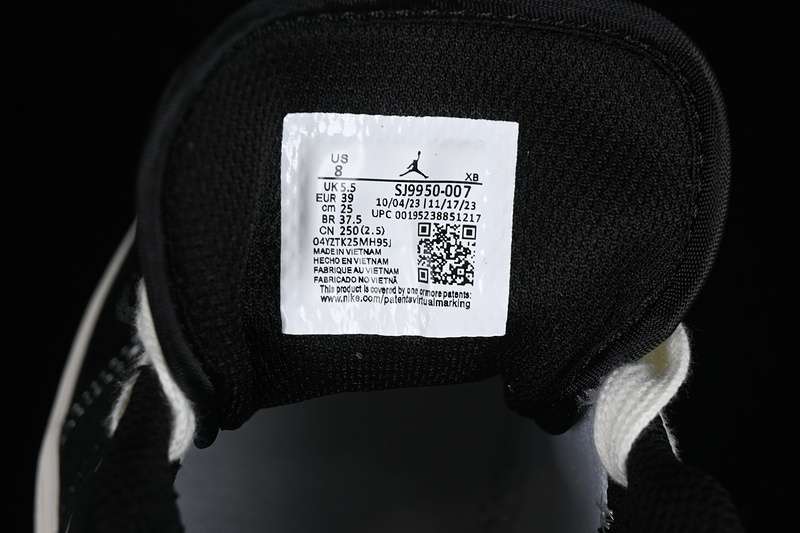 US
8
XB
UK 5.5
SJ9950-007
EUR 39
10/04/23 | 11/17/23
cm 25
UPC 00195238851217
BR 37.5
CN 250 (2.5)
04YZTK25MH95J
MADE IN VIETNAM
HECHO EN VIETNAM
FABRIQUE AU VIETNAM
FABRICADO NO VIETNÃ
This product is covered by one or more patents:
www.nike.com/patentsvirtualmarking